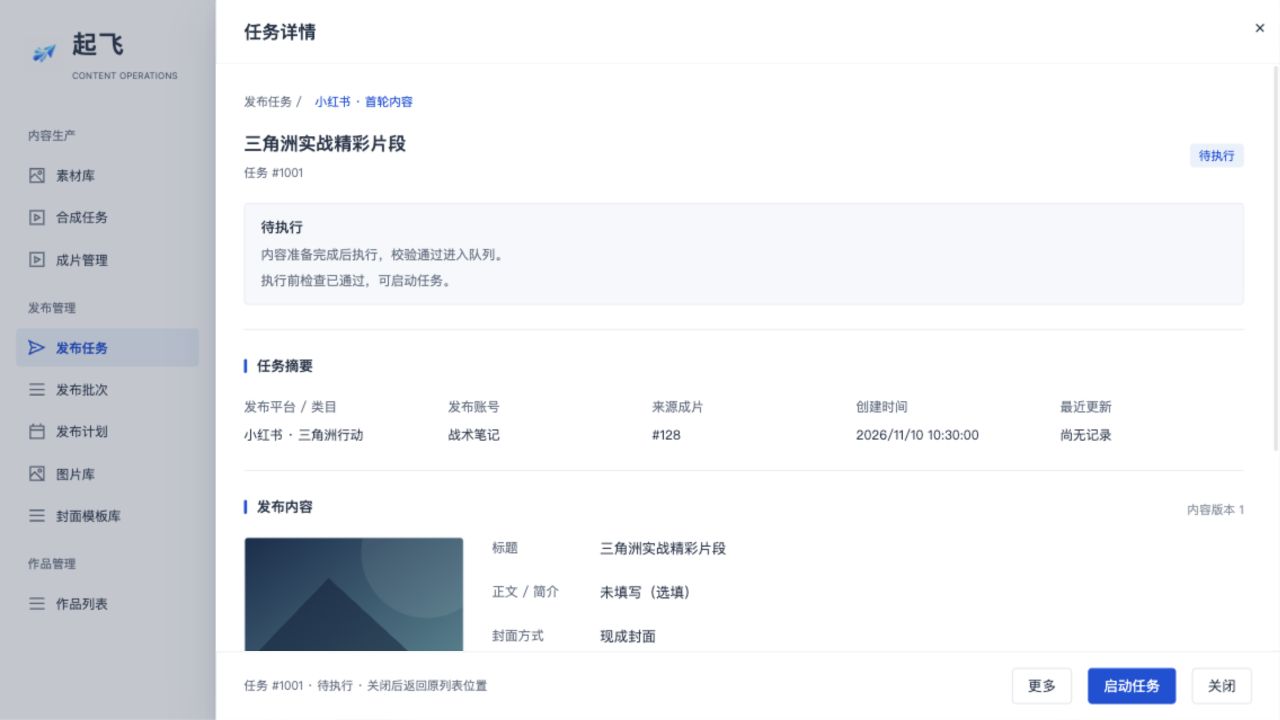 起飞
CONTENT OPERATIONS
内容生产
素材库
合成任务
成片管理
发布管理
发布任务
发布批次
发布计划
图片库
封面模板库
作品管理
作品列表
任务详情
×
发布任务 / 小红书 · 首轮内容
三角洲实战精彩片段
任务 #1001
待执行
待执行
内容准备完成后执行，校验通过进入队列。
执行前检查已通过，可启动任务。
任务摘要
发布平台 / 类目 发布账号 来源成片 创建时间 最近更新
小红书 · 三角洲行动 战术笔记 #128 2026/11/10 10:30:00 尚无记录
发布内容 内容版本 1
标题 三角洲实战精彩片段
正文 / 简介 未填写（选填）
封面方式 现成封面
任务 #1001 · 待执行 · 关闭后返回原列表位置
更多 启动任务 关闭